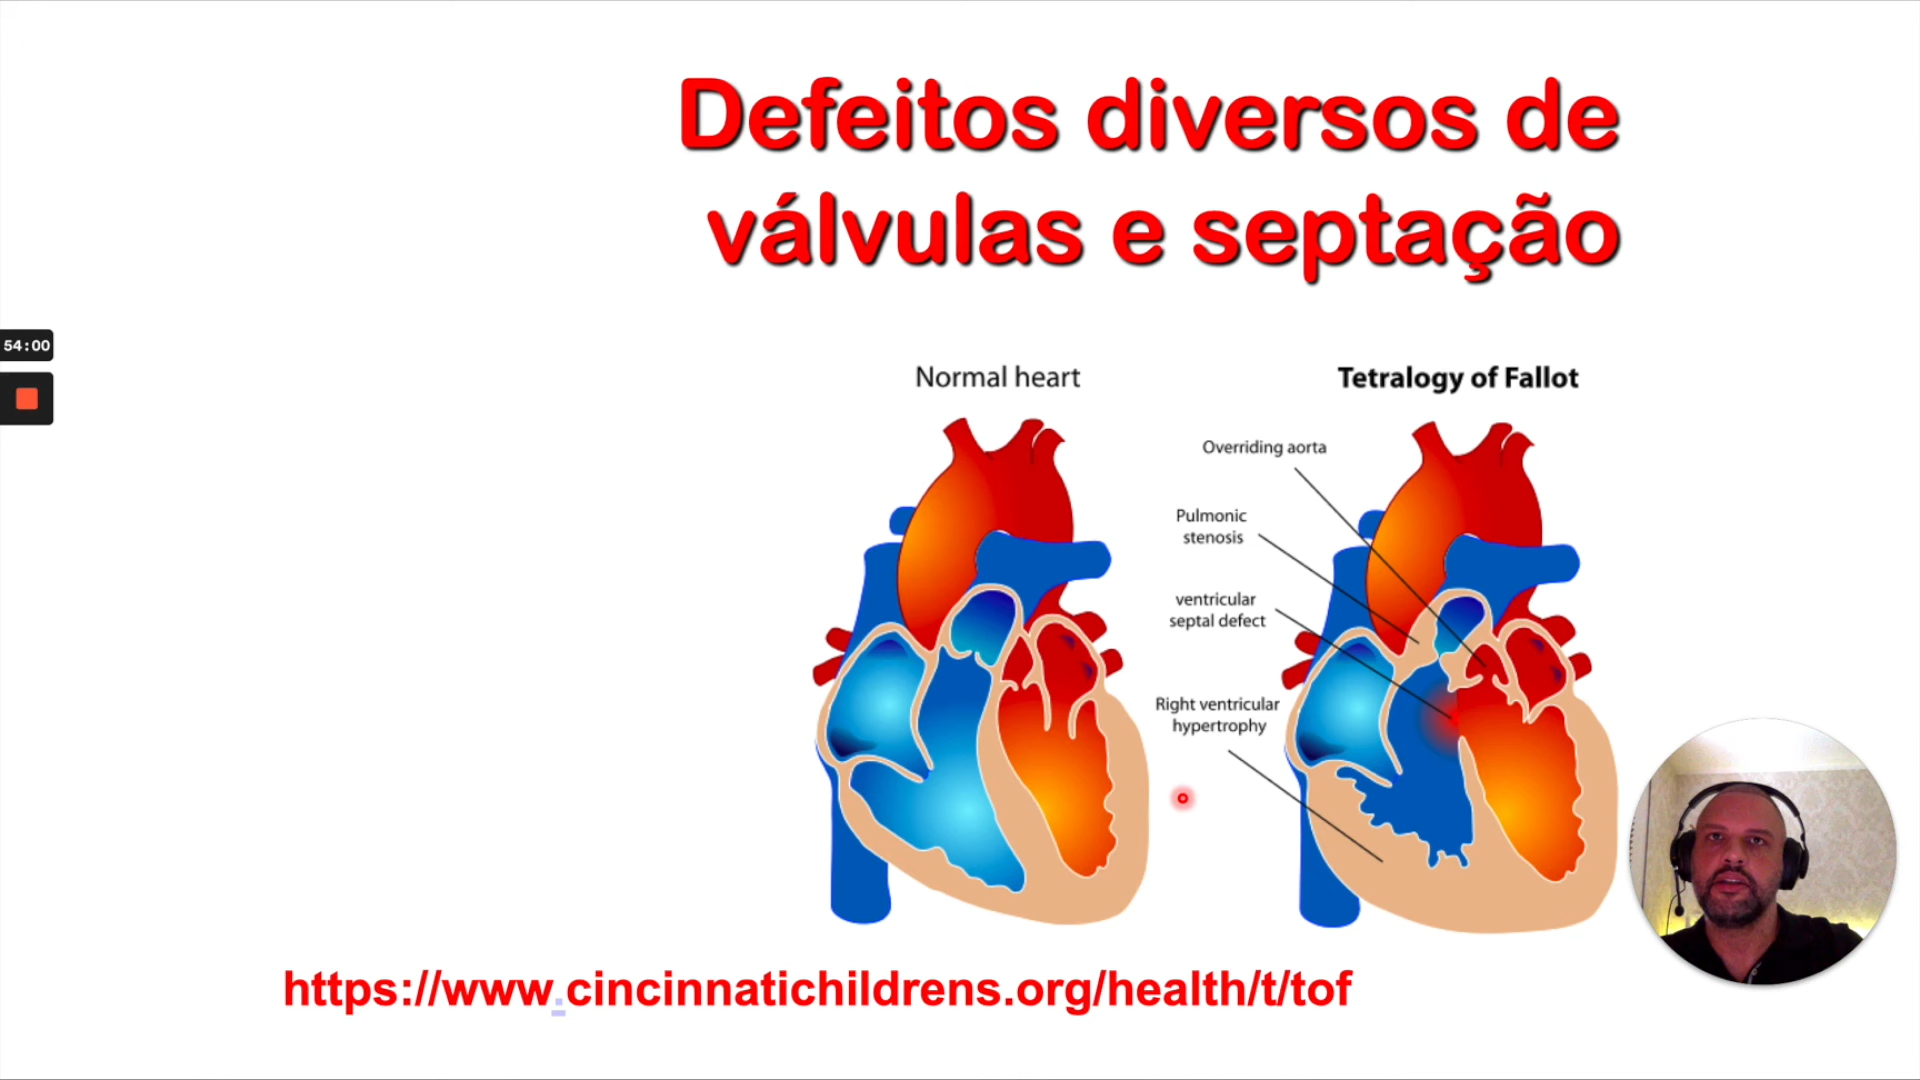 Defeitos diversos de
válvulas e septação
54:00
Normal heart
Tetralogy of Fallot
Overriding aorta
Pulmonic
stenosis
ventricular
septal defect
Right ventricular
hypertrophy
https://www.cincinnatichildrens.org/health/t/tof